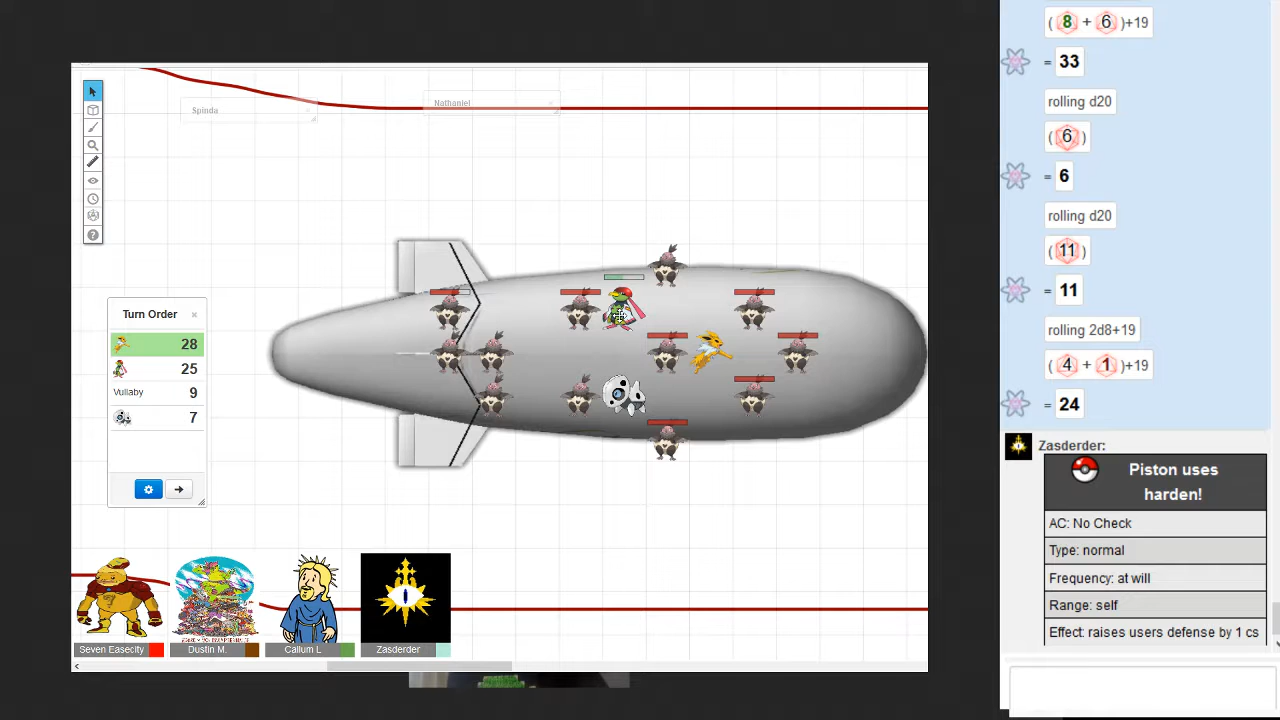 Spinda
Nathaniel
Turn Order
28
25
Vullaby 9
7
Seven Easecity
Dustin M.
Callum L
Zasderder
(8 + 6)+19
= 33
rolling d20
(6)
= 6
rolling d20
(11)
= 11
rolling 2d8+19
(4 + 1)+19
= 24
Zasderder:
Piston uses
harden!
AC: No Check
Type: normal
Frequency: at will
Range: self
Effect: raises users defense by 1 cs